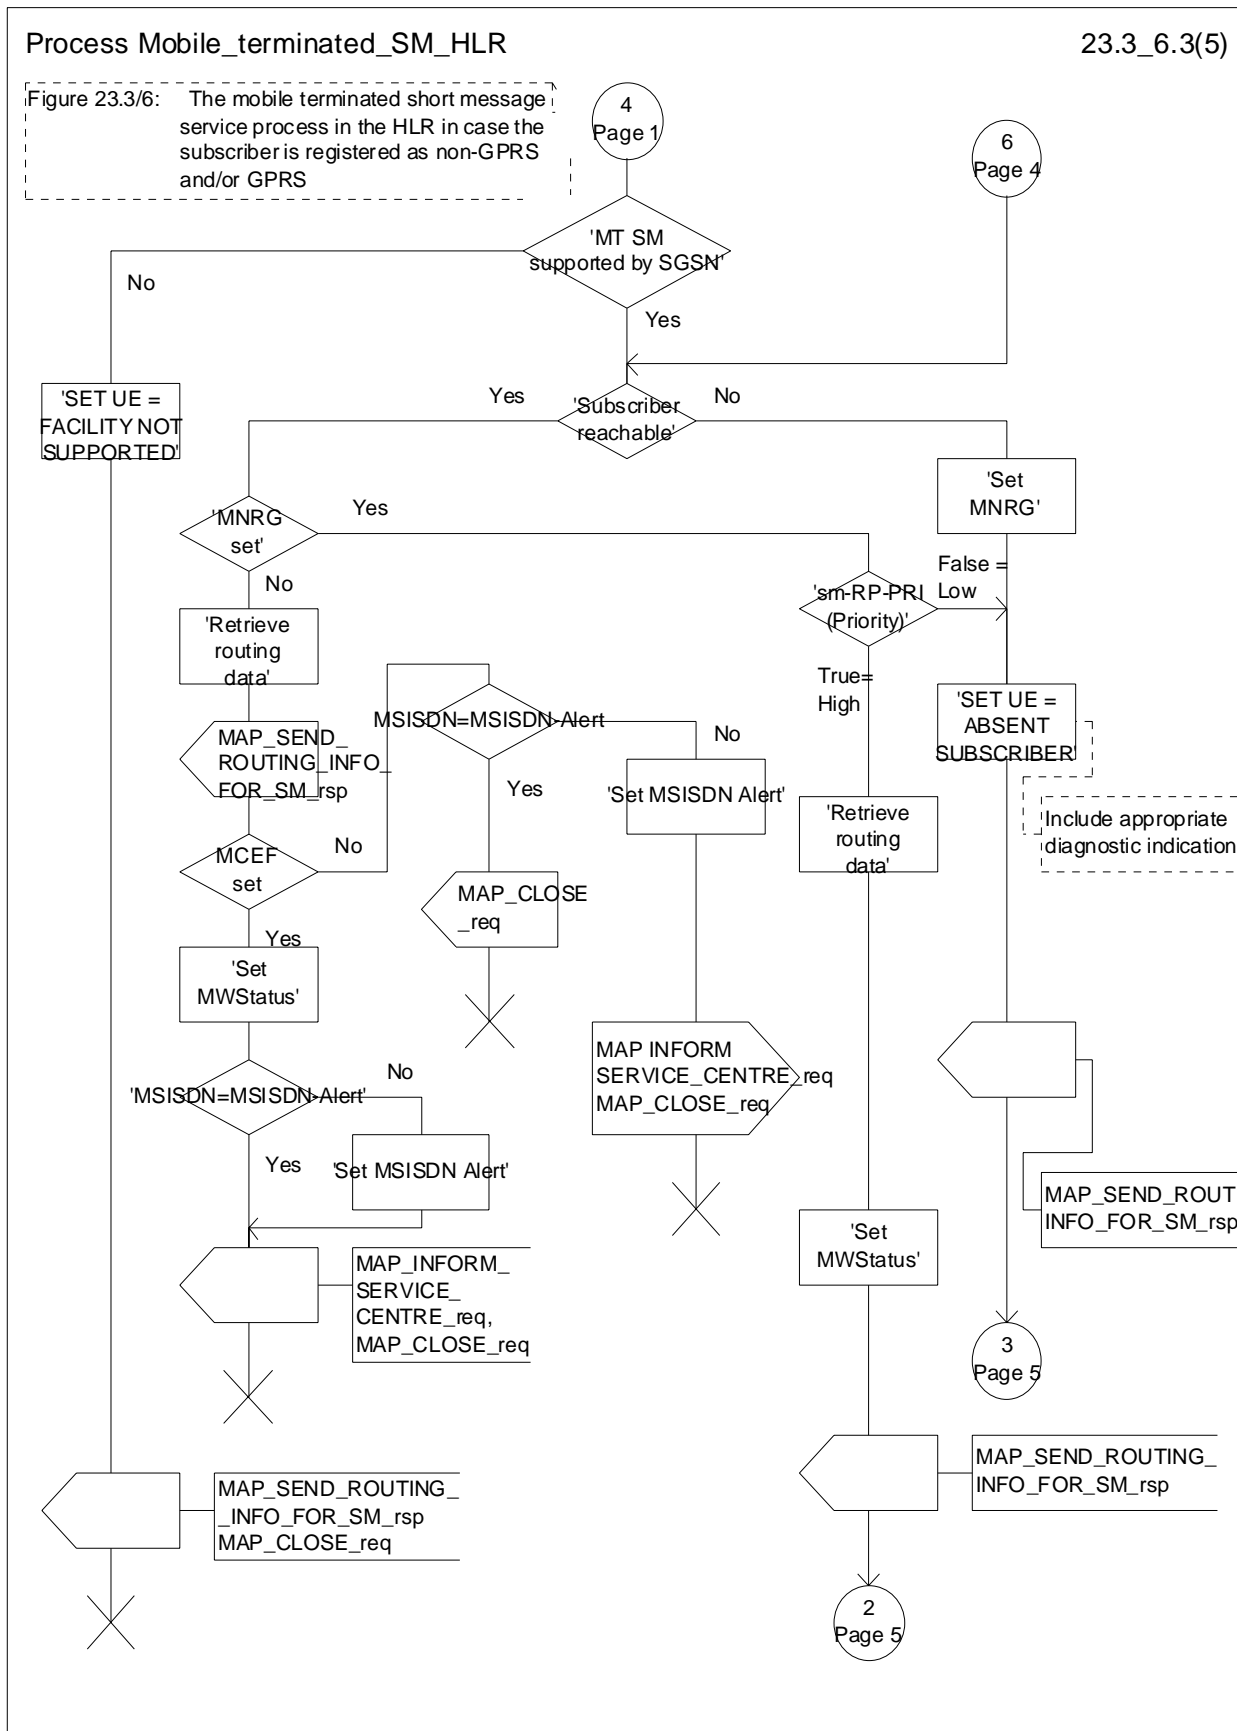 Process Mobile_terminated_SM_HLR
23.3_6.3(5)
Figure 23.3/6: The mobile terminated short message
service process in the HLR in case the
subscriber is registered as non-GPRS
and/or GPRS
4
Page 1
6
Page 4
'MT SM
supported by SGSN'
No
Yes
'SET UE =
FACILITY NOT
SUPPORTED'
Yes
'Subscriber
reachable'
No
'Set
MNRG'
'MNRG
set'
Yes
No
False =
Low
'sm-RP-PRI
(Priority)'
'Retrieve
routing
data'
True=
High
'SET UE =
ABSENT
SUBSCRIBER'
MSISDN=MSISDN-Alert
No
Yes
MAP_SEND_
ROUTING_INFO_
FOR_SM_rsp
'Set MSISDN Alert'
'Retrieve
routing
data'
Include appropriate
diagnostic indication
MCEF
set
No
Yes
MAP_CLOSE
_req
'Set
MWStatus'
MAP INFORM
SERVICE_CENTRE_req
MAP_CLOSE_req
'MSISDN=MSISDN-Alert'
No
Yes
'Set MSISDN Alert'
MAP_SEND_ROUT
INFO_FOR_SM_rsp
'Set
MWStatus'
MAP_INFORM_
SERVICE_
CENTRE_req,
MAP_CLOSE_req
3
Page 5
MAP_SEND_ROUTING_
INFO_FOR_SM_rsp
MAP_SEND_ROUTING_
_INFO_FOR_SM_rsp
MAP_CLOSE_req
2
Page 5